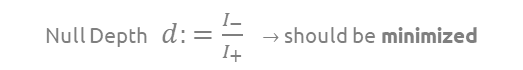 Null Depth d: = I₋/I₊ → should be minimized